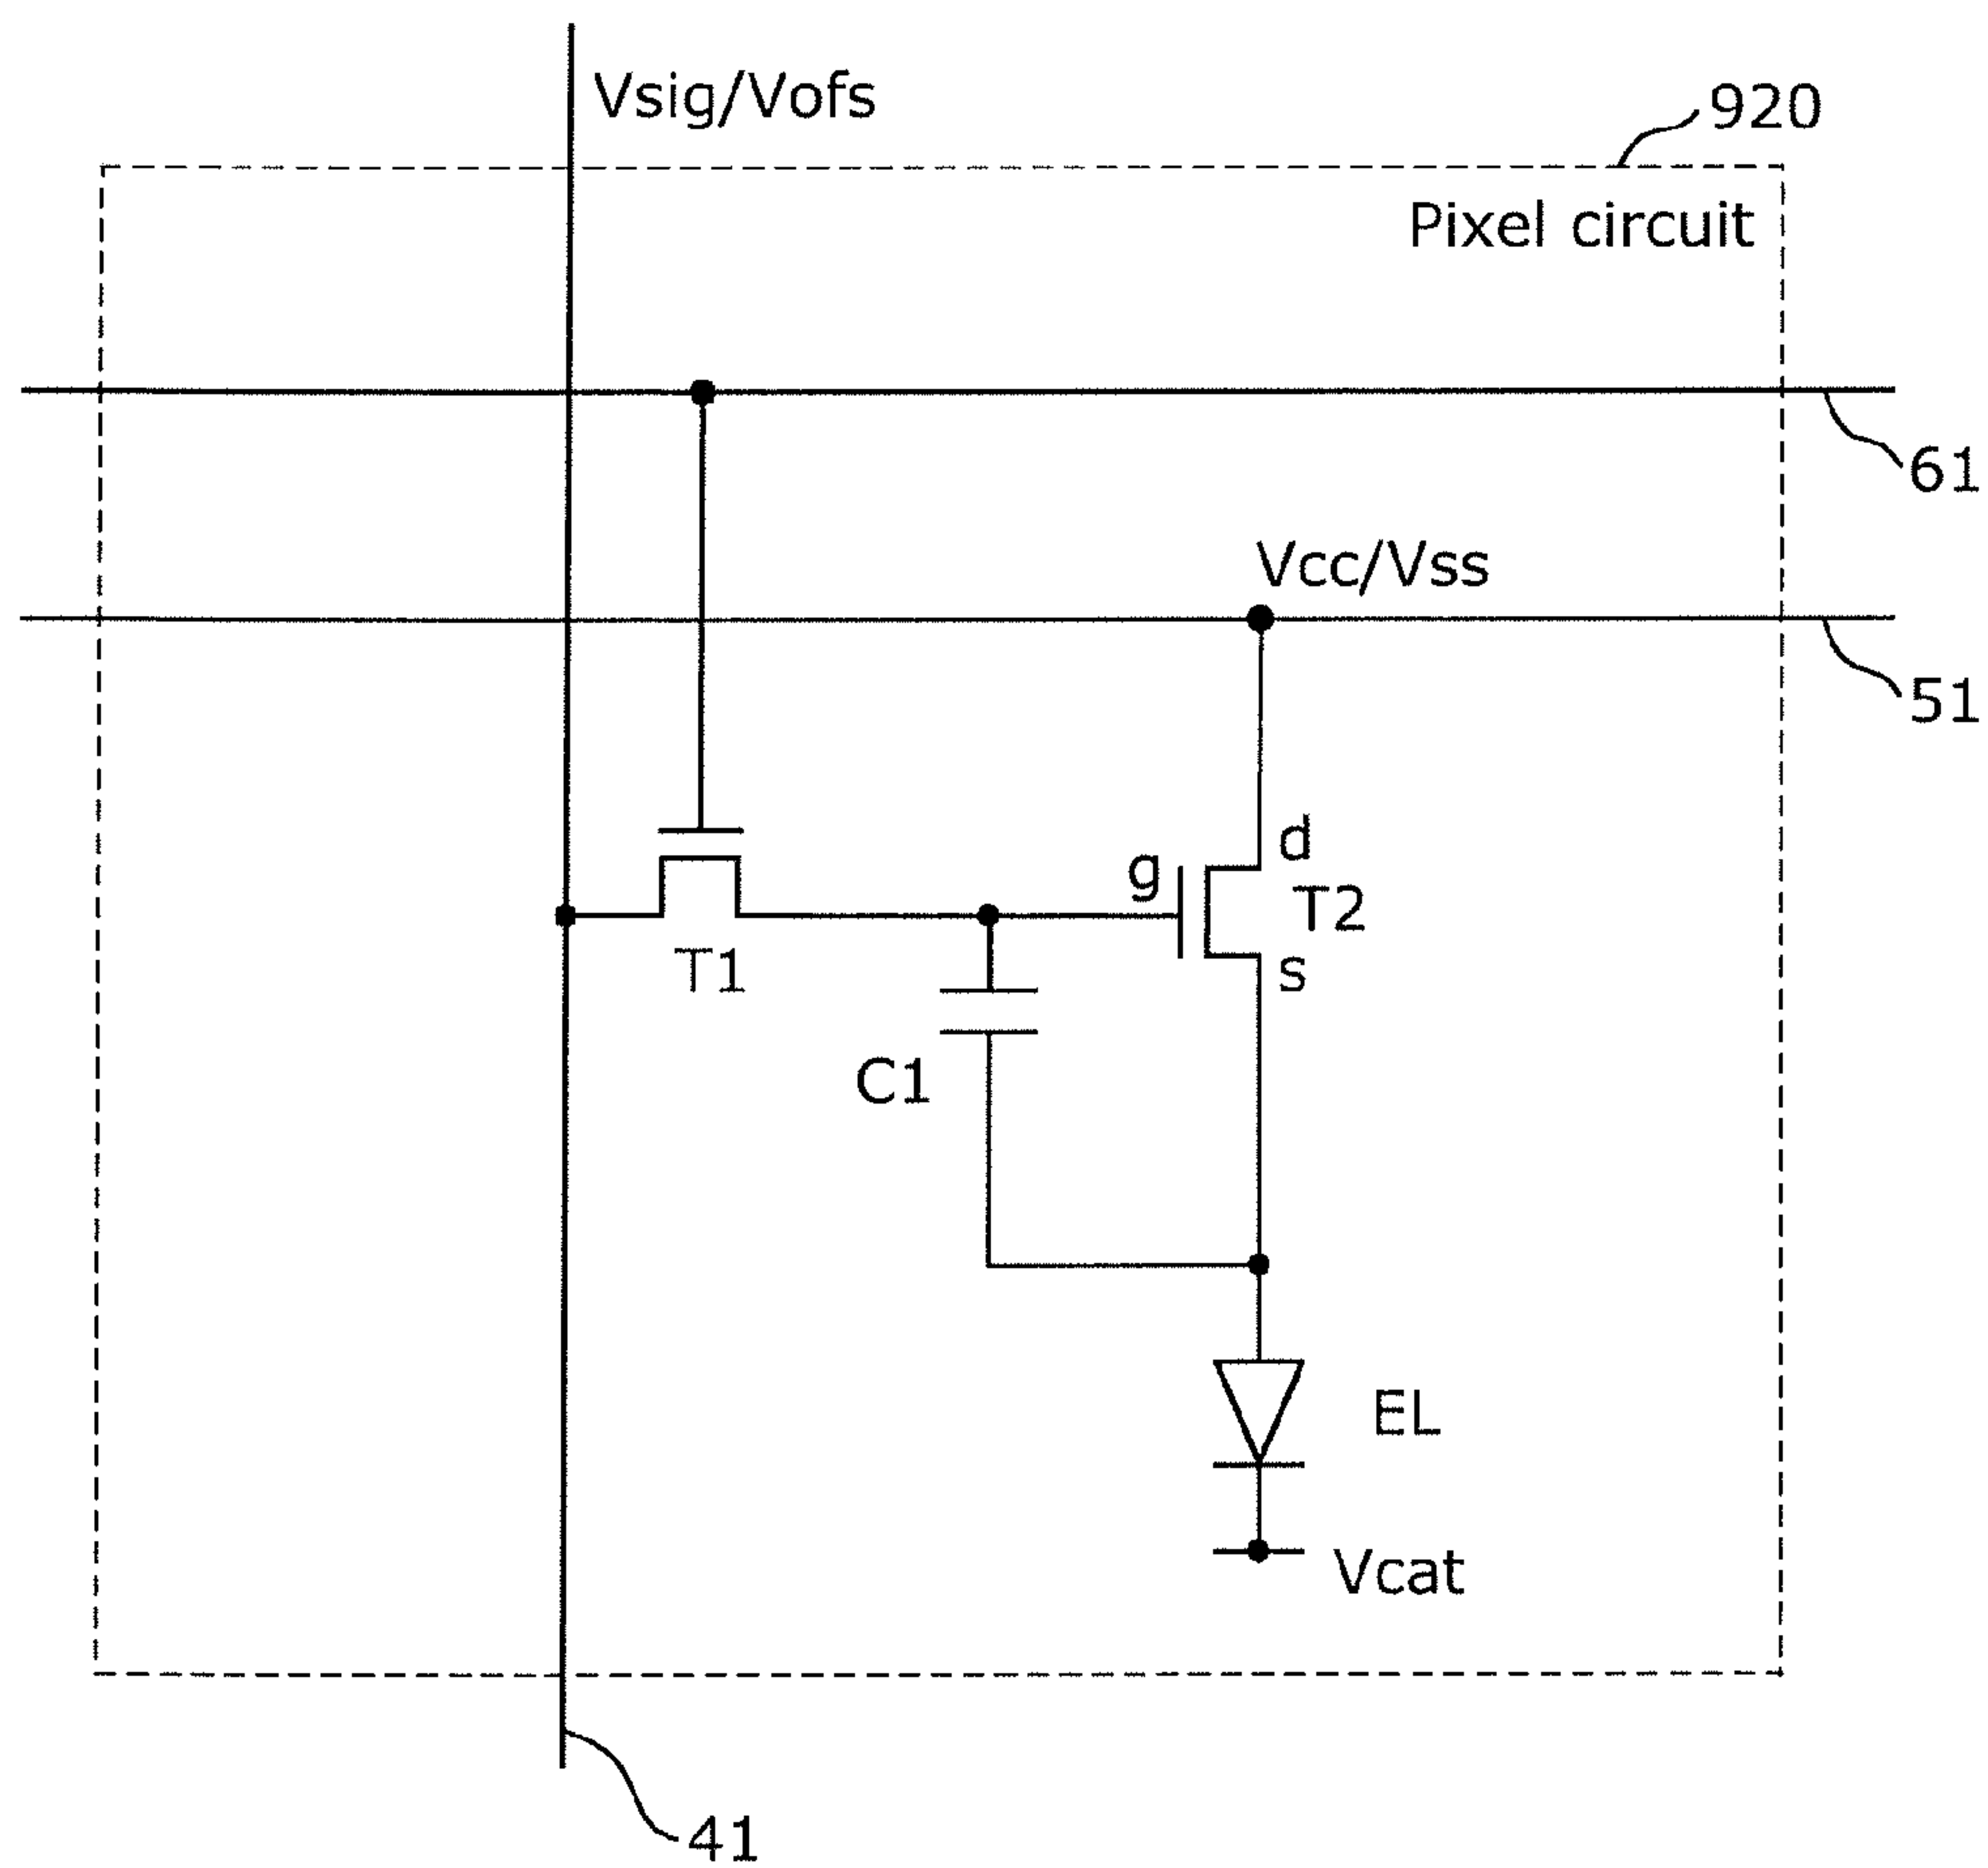 Vsig/Vofs
920
Pixel circuit
61
Vcc/Vss
51
d
g
T2
T1
s
C1
EL
Vcat
41